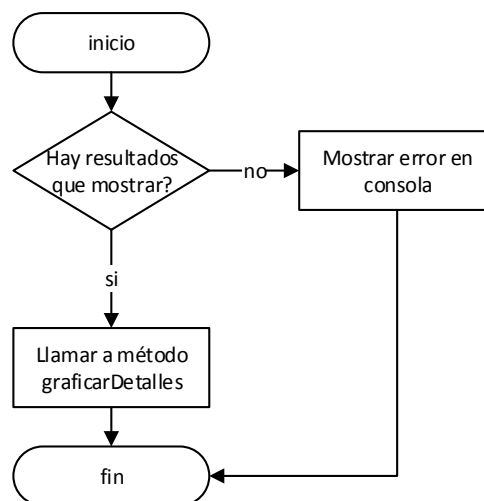 inicio
Hay resultados
que mostrar?
no
Mostrar error en
consola
si
Llamar a método
graficarDetalles
fin